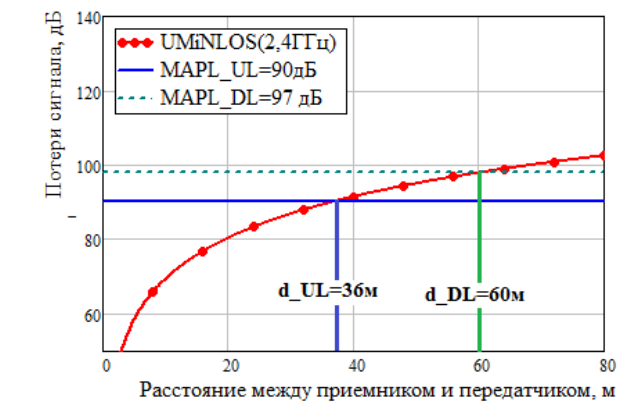 Потери сигнала, дБ
140
120
100
80
60
UMiNLOS(2,4ГГц)
MAPL_UL=90дБ
MAPL_DL=97 дБ
d_UL=36м
d_DL=60м
0 20 40 60 80
Расстояние между приемником и передатчиком, м